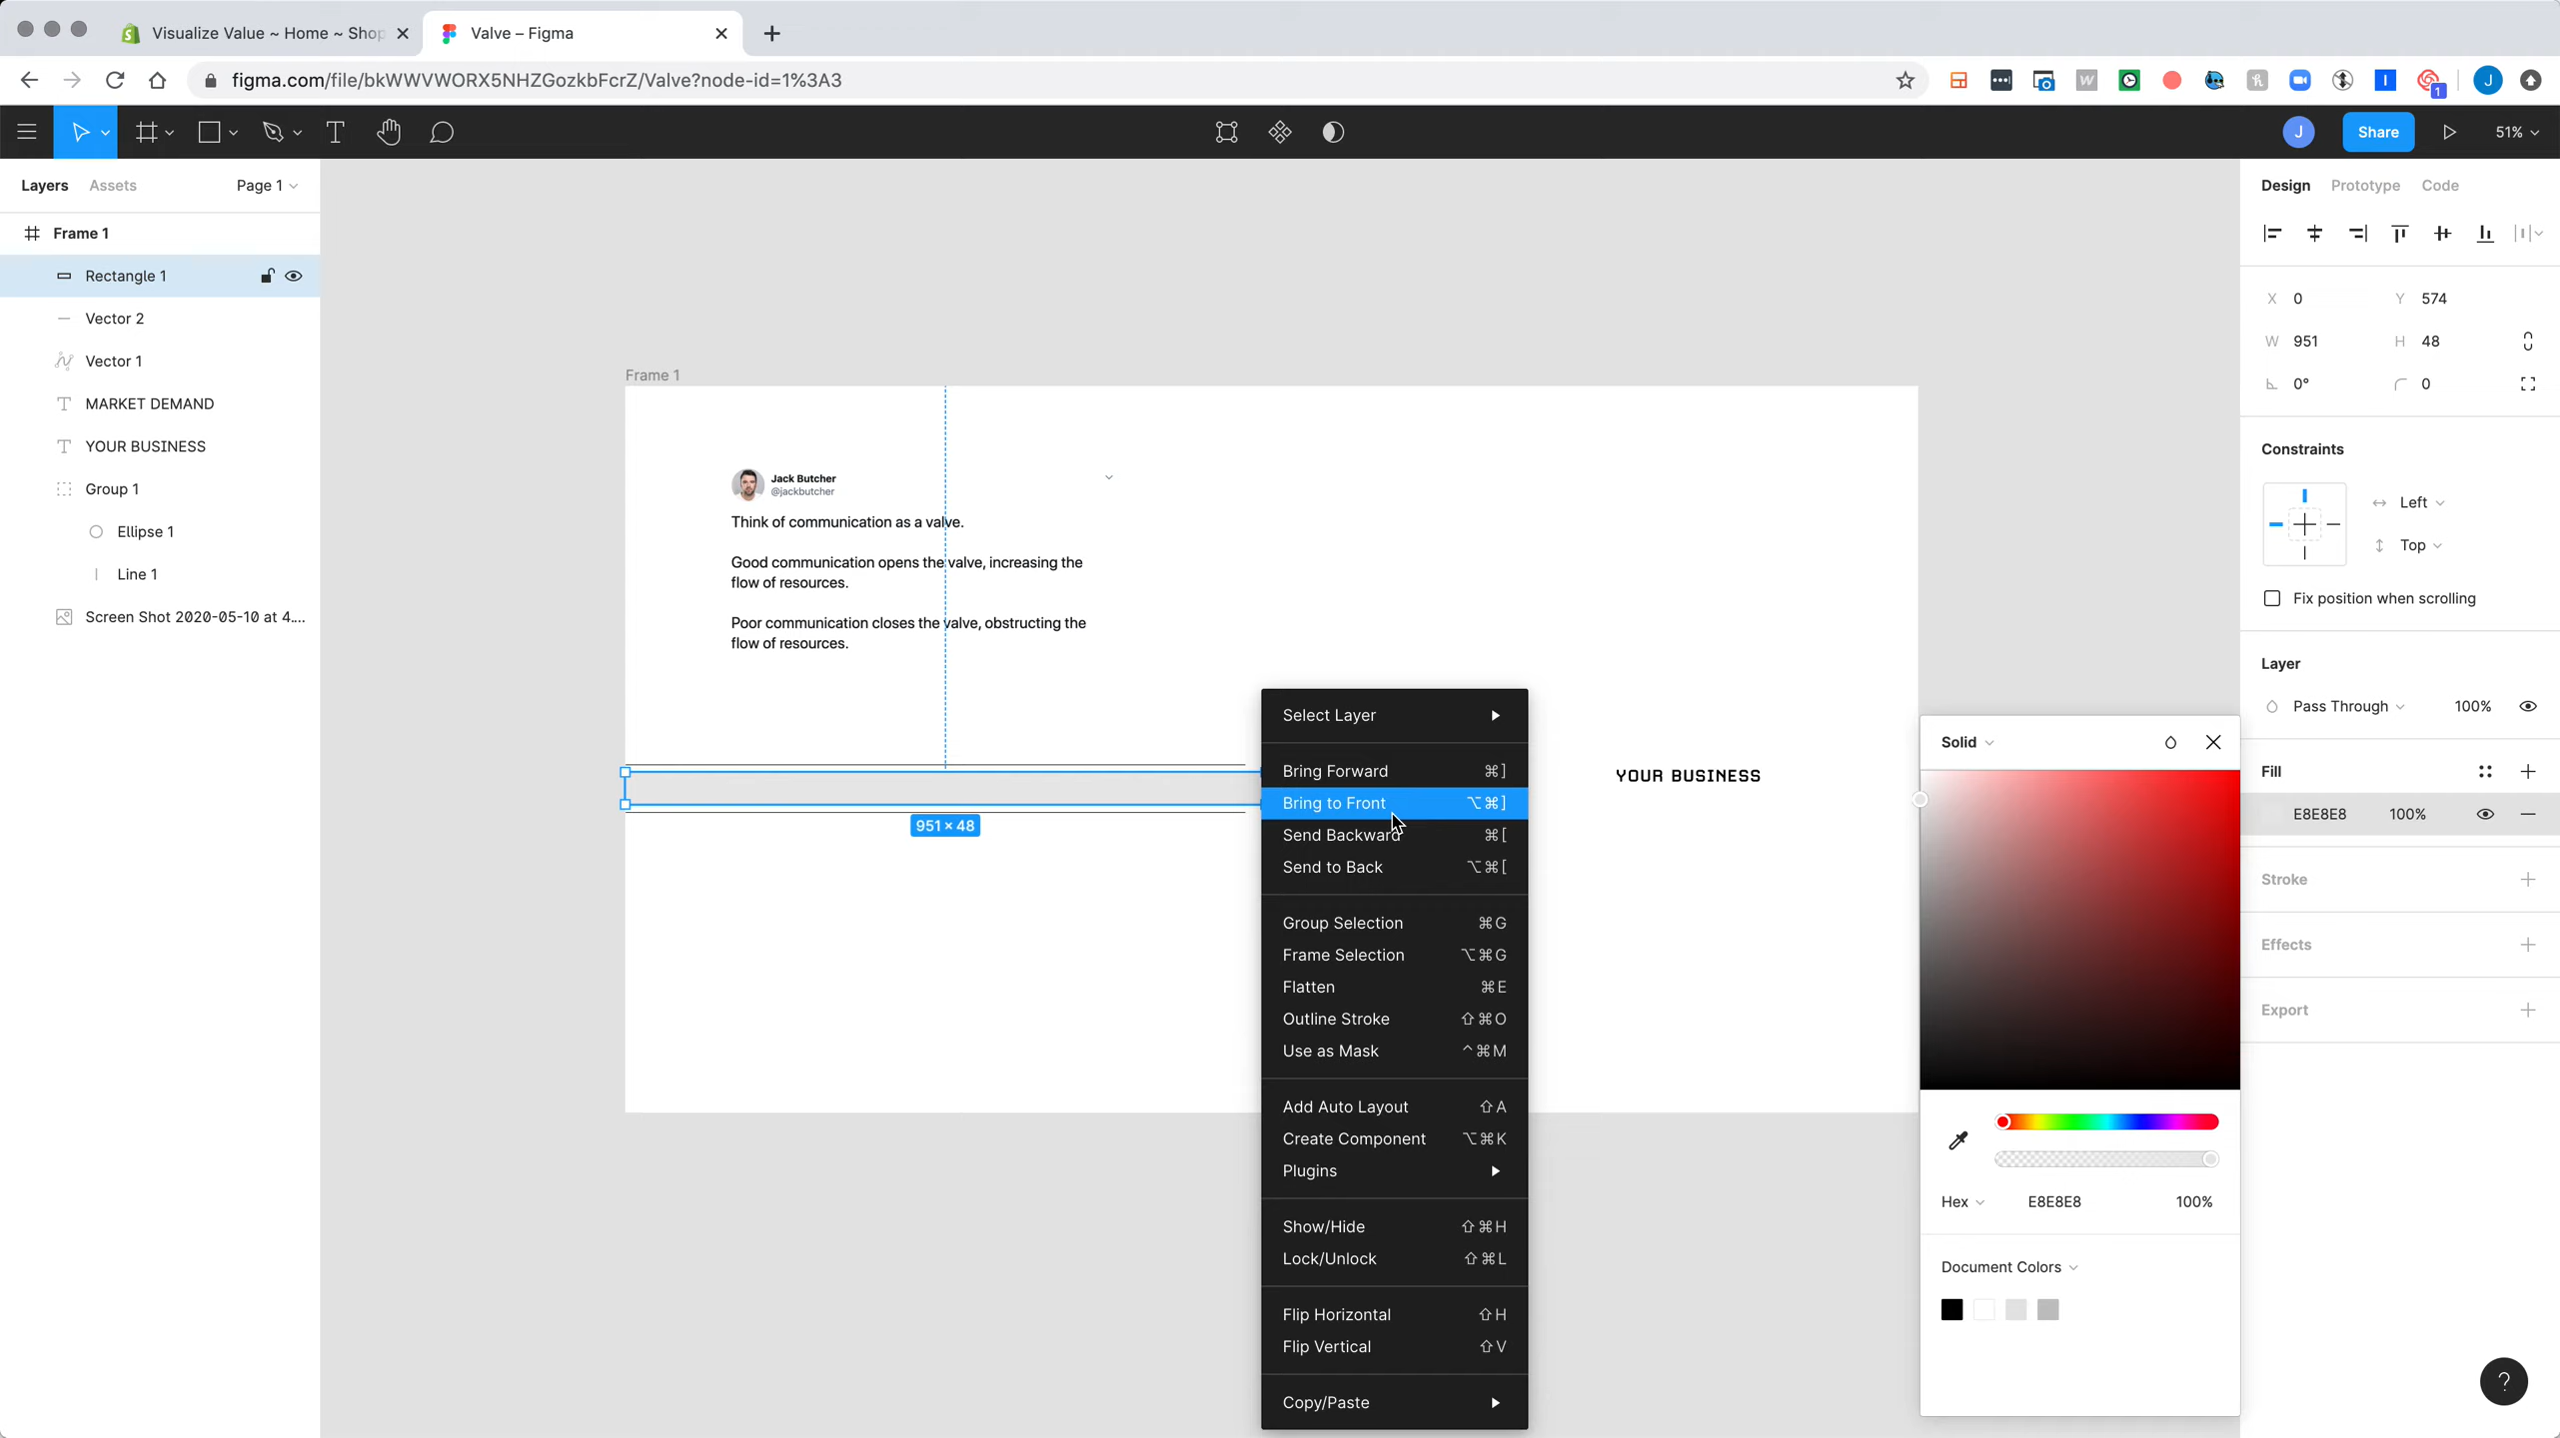 Visualize Value ~ Home ~ Shop
Valve – Figma
figma.com/file/bkWWVWORX5NHZGozkbFcrZ/Valve?node-id=1%3A3
W
I
1
J
T
J
Share
51%
Layers
Assets
Page 1
Design
Prototype
Code
Frame 1
Rectangle 1
Vector 2
Vector 1
T MARKET DEMAND
T YOUR BUSINESS
Group 1
Ellipse 1
Line 1
Screen Shot 2020-05-10 at 4....
Frame 1
Jack Butcher
@jackbutcher
Think of communication as a valve.
Good communication opens the valve, increasing the
flow of resources.
Poor communication closes the valve, obstructing the
flow of resources.
951 × 48
YOUR BUSINESS
Select Layer
Bring Forward ⌘]
Bring to Front ⌥⌘]
Send Backward ⌘[
Send to Back ⌥⌘[
Group Selection ⌘G
Frame Selection ⌥⌘G
Flatten ⌘E
Outline Stroke ⇧⌘O
Use as Mask ^⌘M
Add Auto Layout ⇧A
Create Component ⌥⌘K
Plugins
Show/Hide ⇧⌘H
Lock/Unlock ⇧⌘L
Flip Horizontal ⇧H
Flip Vertical ⇧V
Copy/Paste
Solid
Hex E8E8E8 100%
Document Colors
X 0 Y 574
W 951 H 48
0° 0
Constraints
Left
Top
Fix position when scrolling
Layer
Pass Through 100%
Fill
E8E8E8 100%
Stroke
Effects
Export
?